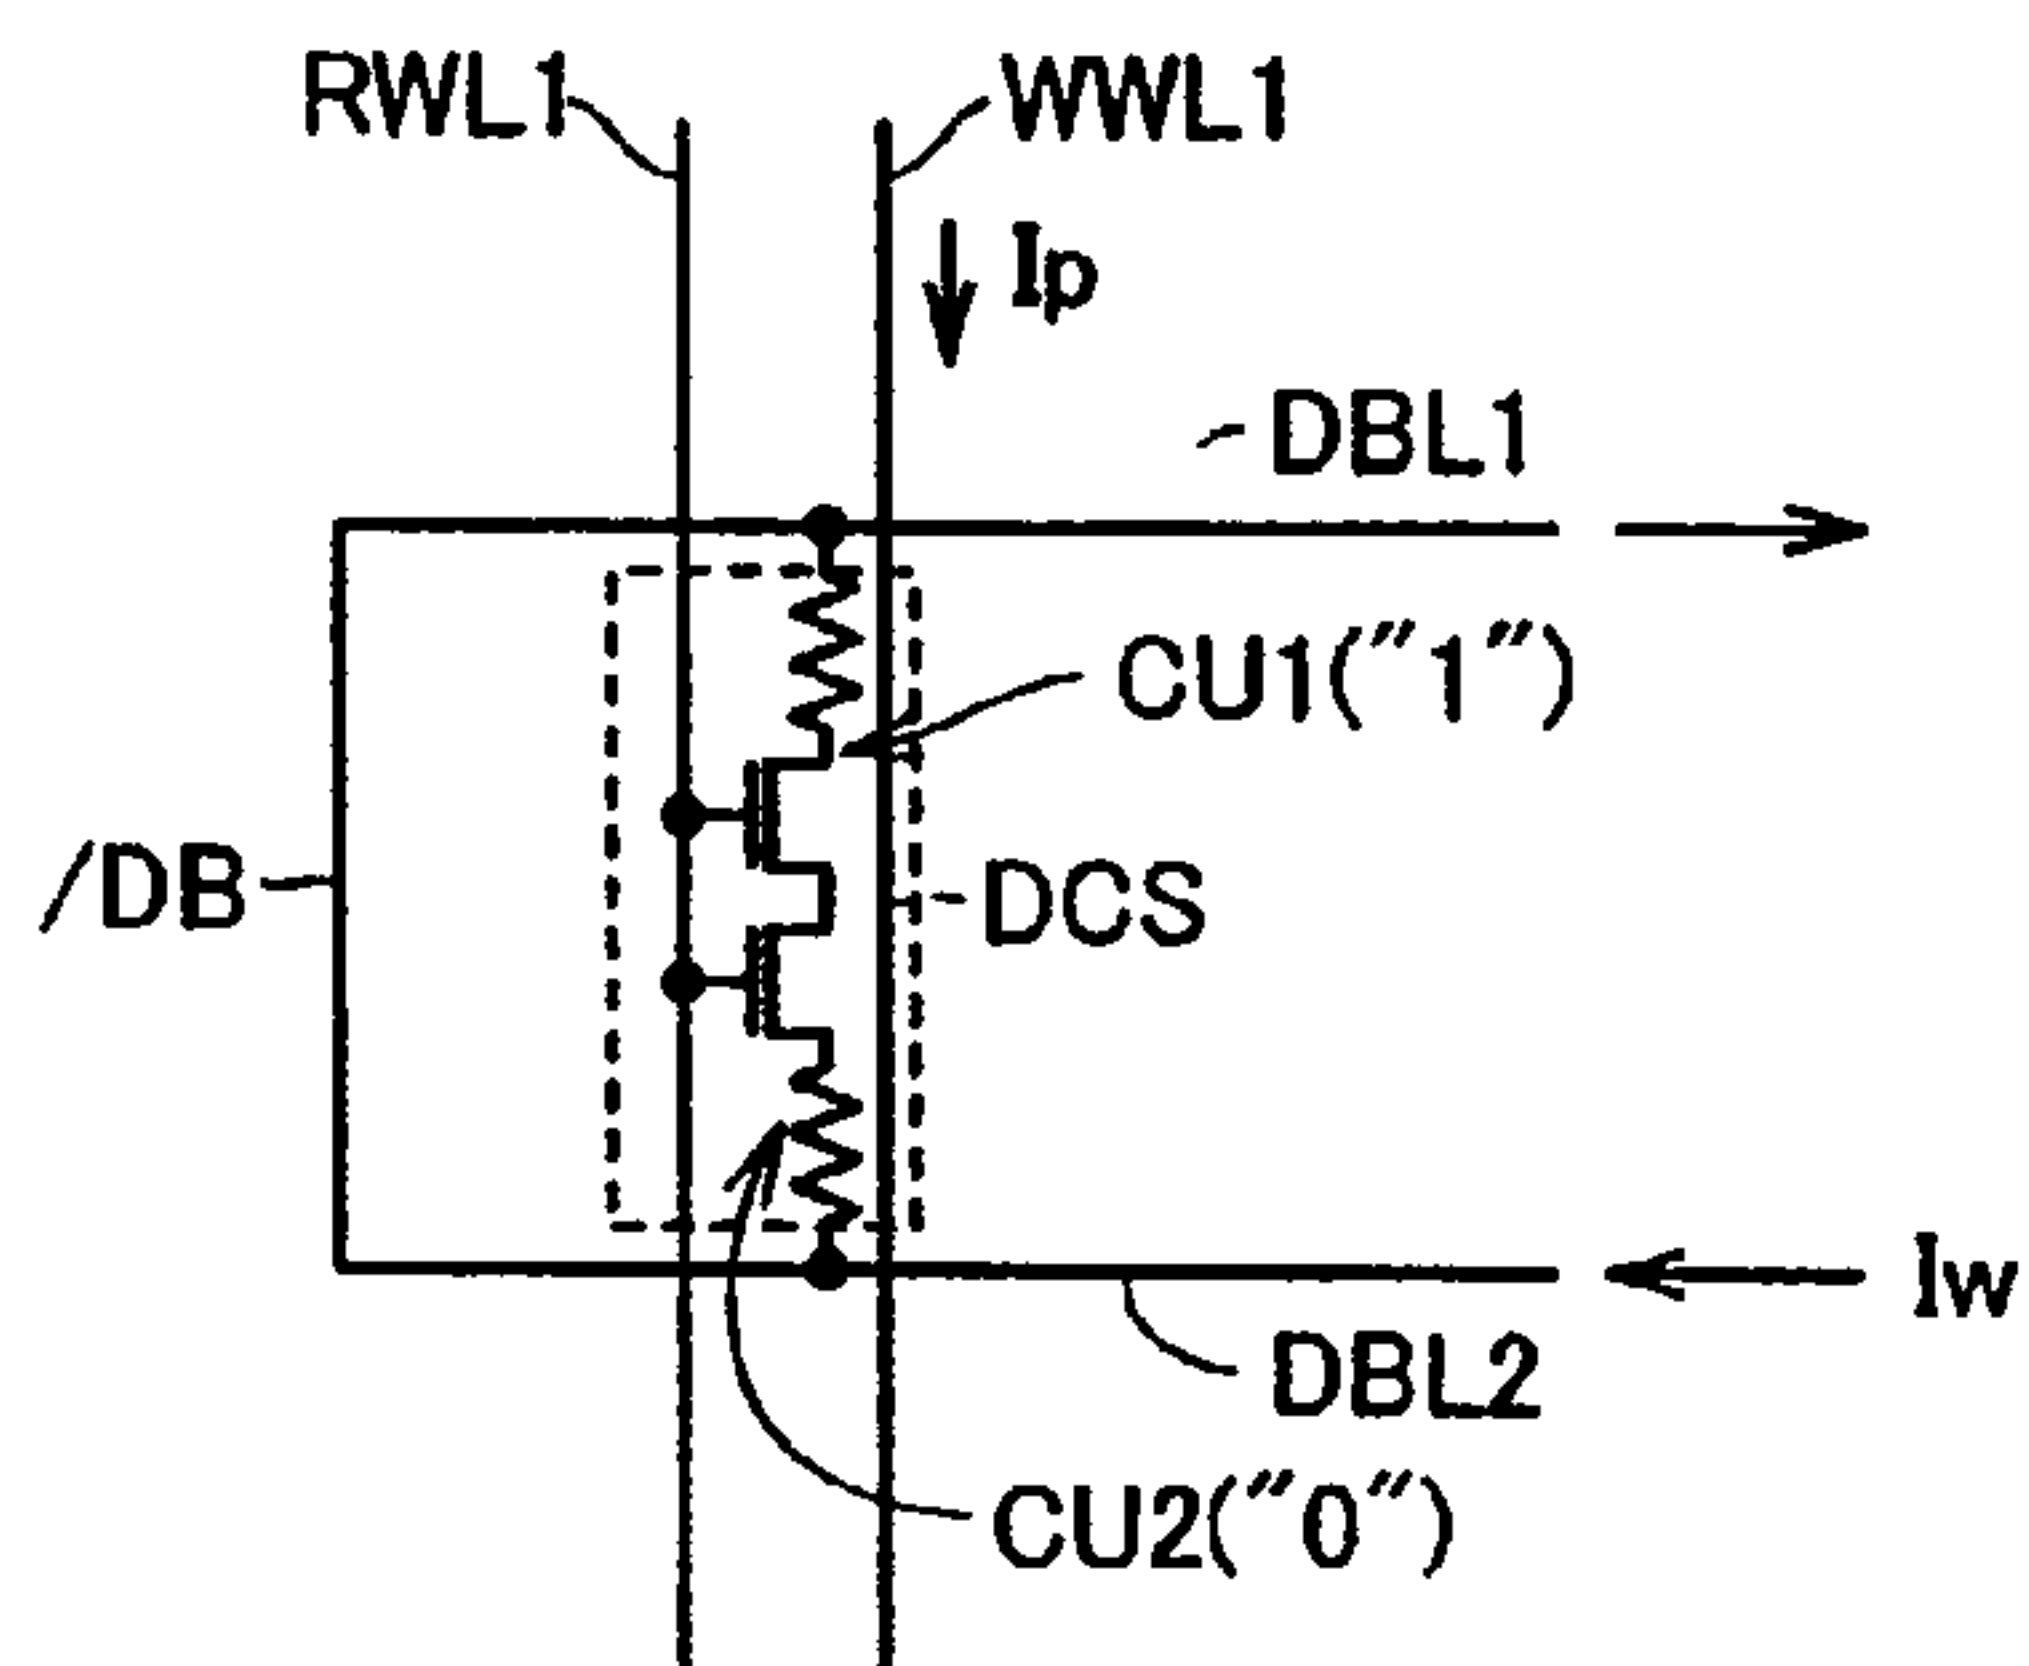 RWL1
WWL1
Ip
DBL1
CU1("1")
/DB
DCS
Iw
DBL2
CU2("0")